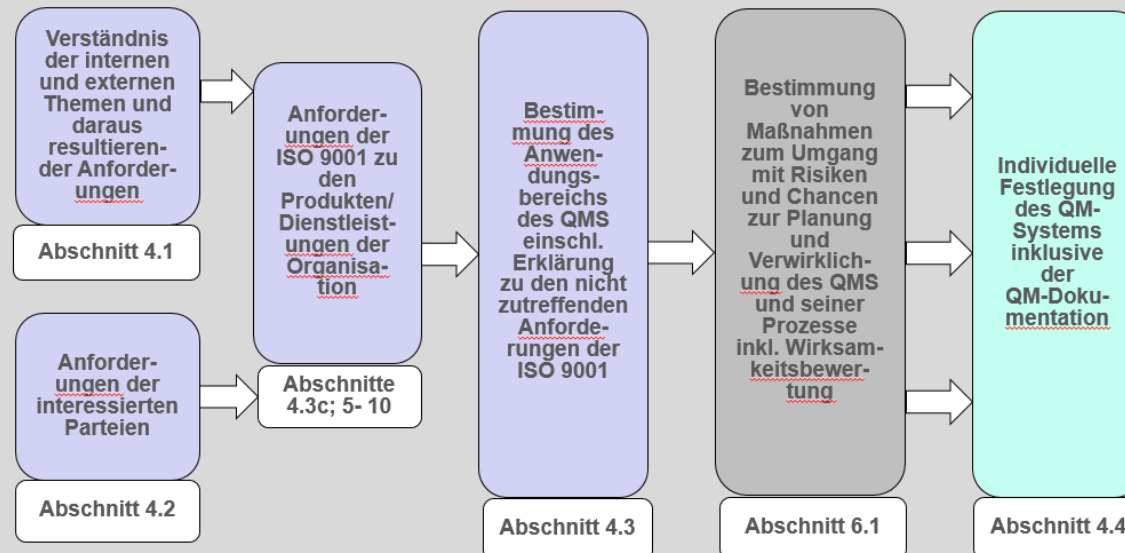 Verständnis
der internen
und externen
Themen und
daraus
resultieren-
der Anforder-
ungen
Abschnitt 4.1
Anforder-
ungen der
interessierten
Parteien
Abschnitt 4.2
Anforder-
ungen der
ISO 9001 zu
den
Produkten/
Dienstleist-
ungen der
Organisa-
tion
Abschnitte
4.3c; 5- 10
Bestim-
mung des
Anwen-
dungs-
bereichs
des QMS
einschl.
Erklärung
zu den nicht
zutreffenden
Anforde-
rungen der
ISO 9001
Abschnitt 4.3
Bestimmung
von
Maßnahmen
zum Umgang
mit Risiken
und Chancen
zur Planung
und
Verwirklich-
ung des QMS
und seiner
Prozesse
inkl. Wirksam-
keitsbewer-
tung
Abschnitt 6.1
Individuelle
Festlegung
des QM-
Systems
inklusive
der
QM-Doku-
mentation
Abschnitt 4.4